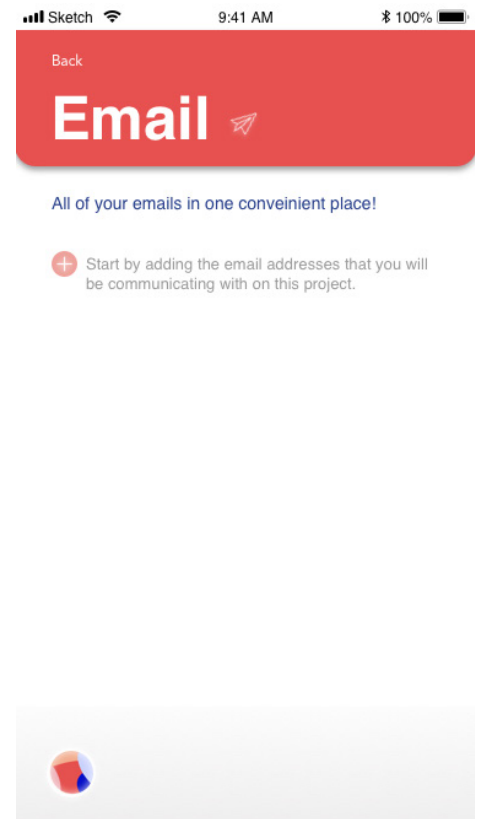 Sketch 9:41 AM 100%
Back
Email
All of your emails in one conveinient place!
Start by adding the email addresses that you will
be communicating with on this project.